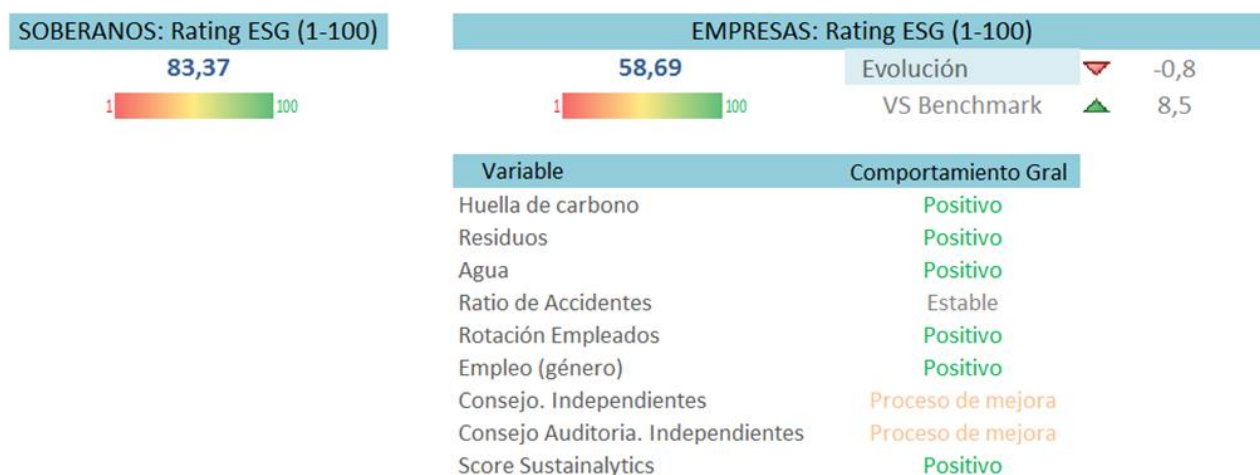 SOBERANOS: Rating ESG (1-100)
83,37
1 100
EMPRESAS: Rating ESG (1-100)
58,69 Evolución -0,8
1 100 VS Benchmark 8,5
Variable Comportamiento Gral
Huella de carbono Positivo
Residuos Positivo
Agua Positivo
Ratio de Accidentes Estable
Rotación Empleados Positivo
Empleo (género) Positivo
Consejo. Independientes Proceso de mejora
Consejo Auditoria. Independientes Proceso de mejora
Score Sustainalytics Positivo